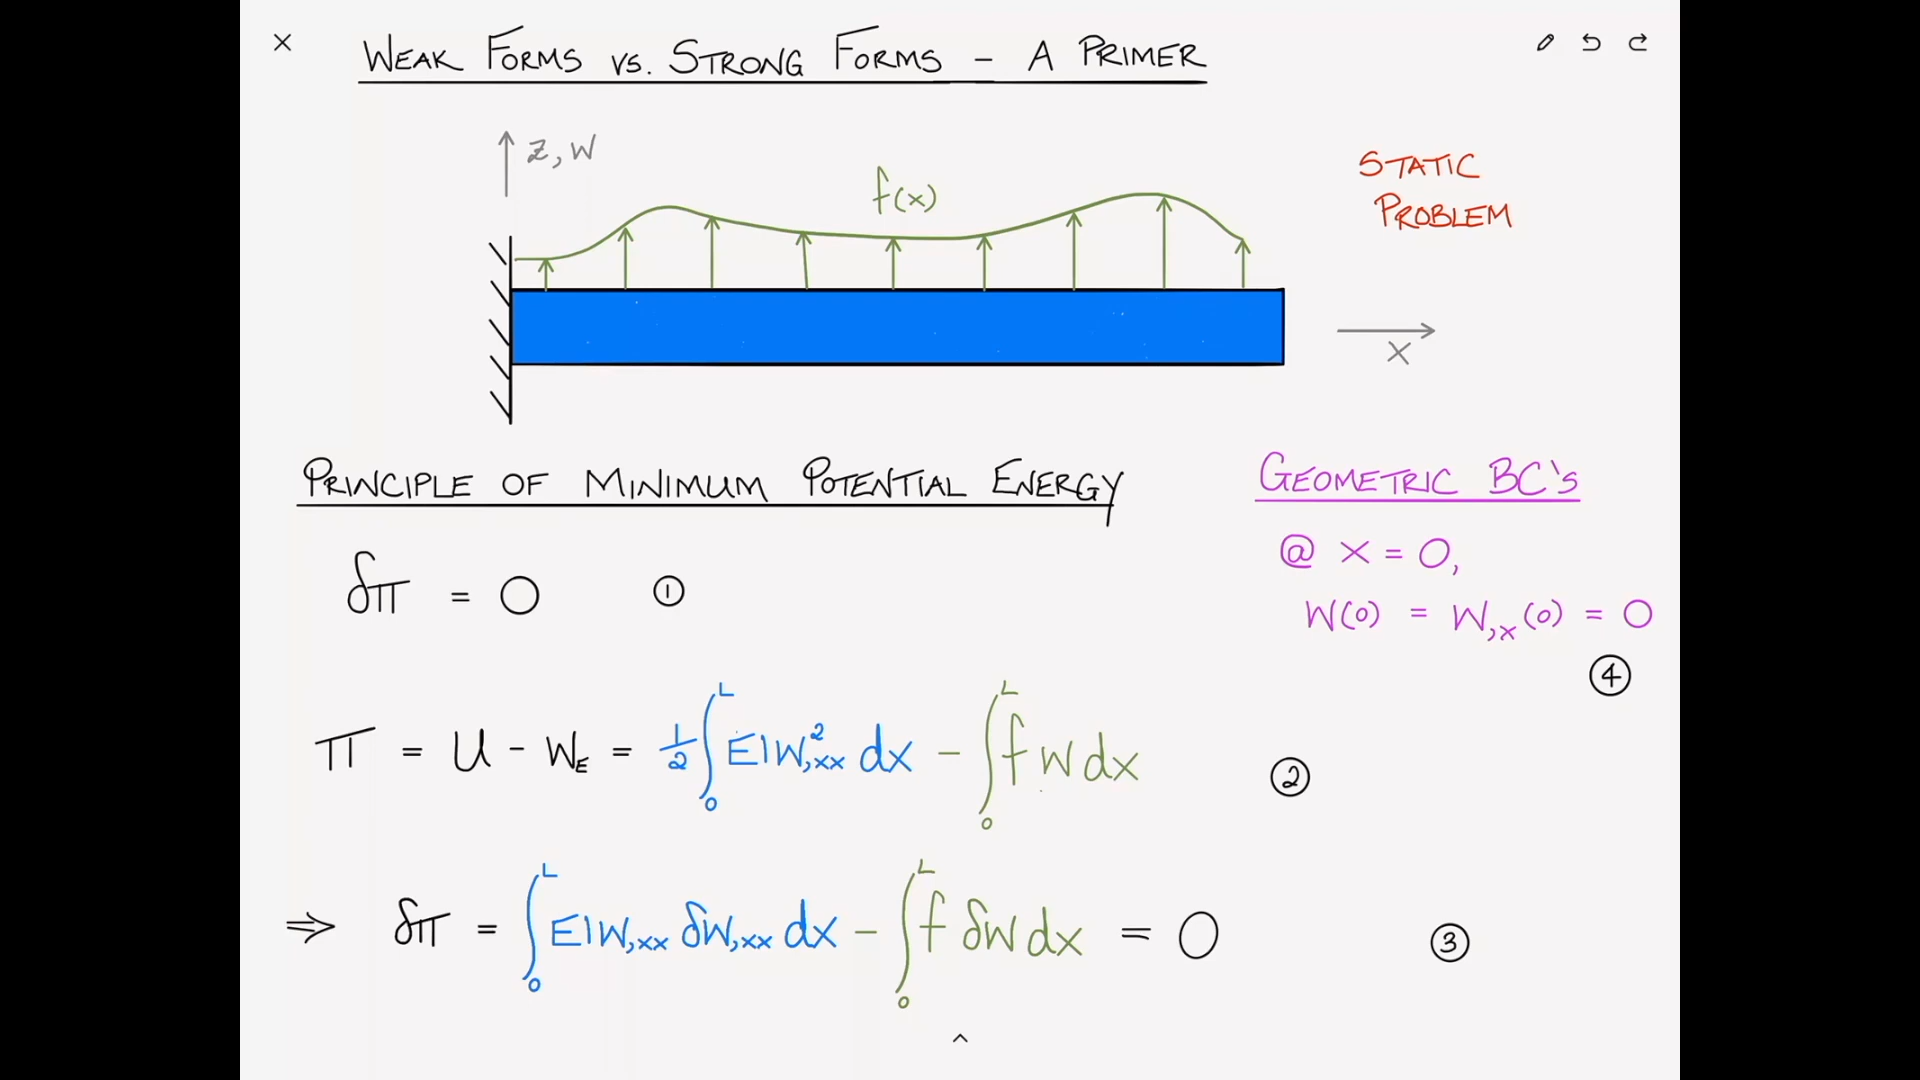 WEAK FORMS VS. STRONG FORMS - A PRIMER
Z, W
f(x)
STATIC
PROBLEM
X
PRINCIPLE OF MINIMUM POTENTIAL ENERGY
GEOMETRIC BC'S
@ X = 0,
δπ = 0 ①
W(0) = W,x(0) = 0
④
π = U - W_E = 1/2 ∫₀ᴸ EIW,xx² dx - ∫₀ᴸ f w dx ②
⇒ δπ = ∫₀ᴸ EIW,xx δW,xx dx - ∫₀ᴸ f δW dx = 0 ③